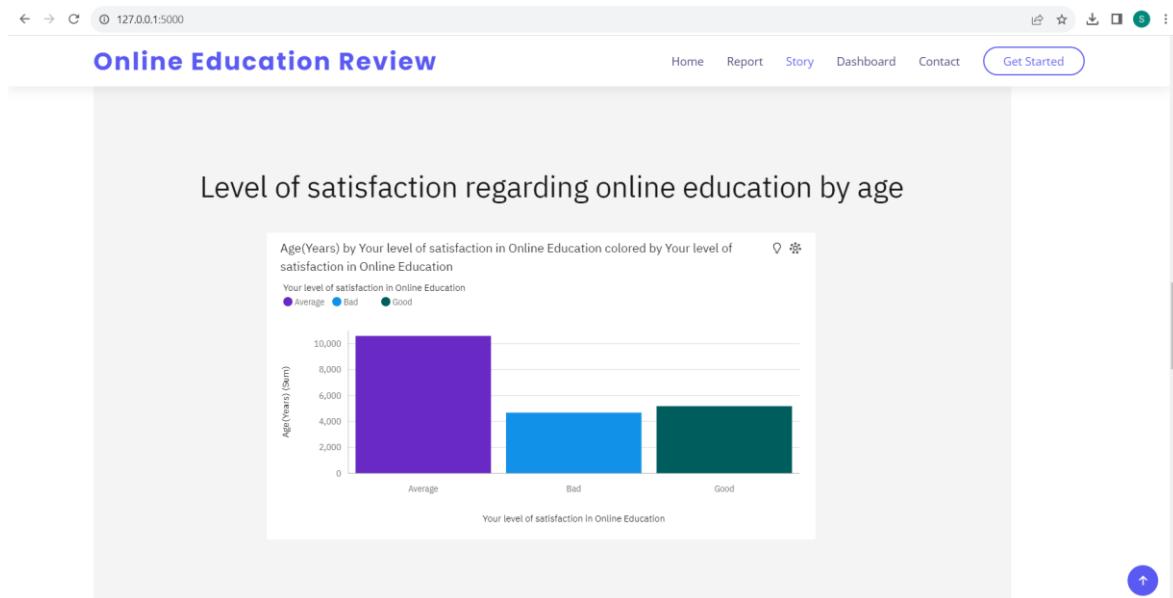 127.0.0.1:5000
S
Online Education Review
Home Report Story Dashboard Contact Get Started
Level of satisfaction regarding online education by age
Age(Years) by Your level of satisfaction in Online Education colored by Your level of
satisfaction in Online Education
Your level of satisfaction in Online Education
Average Bad Good
Age(Years) (Sum)
10,000
8,000
6,000
4,000
2,000
0
Average Bad Good
Your level of satisfaction in Online Education